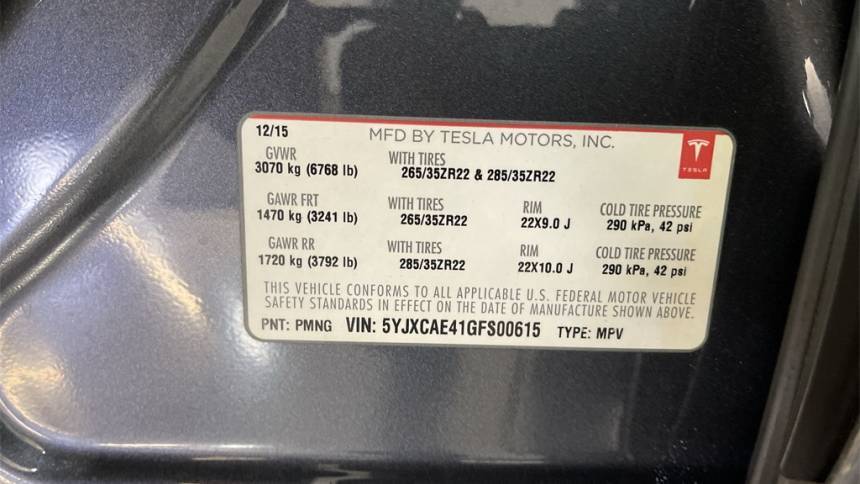 12/15 MFD BY TESLA MOTORS, INC.
TESLA
GVWR WITH TIRES
3070 kg (6768 lb) 265/35ZR22 & 285/35ZR22
GAWR FRT WITH TIRES RIM COLD TIRE PRESSURE
1470 kg (3241 lb) 265/35ZR22 22X9.0 J 290 kPa, 42 psi
GAWR RR WITH TIRES RIM COLD TIRE PRESSURE
1720 kg (3792 lb) 285/35ZR22 22X10.0 J 290 kPa, 42 psi
THIS VEHICLE CONFORMS TO ALL APPLICABLE U.S. FEDERAL MOTOR VEHICLE
SAFETY STANDARDS IN EFFECT ON THE DATE OF MANUFACTURE SHOWN ABOVE.
PNT: PMNG VIN: 5YJXCAE41GFS00615 TYPE: MPV